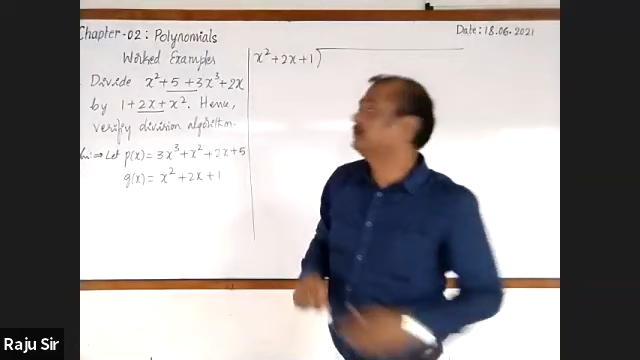 Chapter-02: Polynomials
Date: 18.06.2021
Worked Examples
Divide x² + 5 + 3x³ + 2x
by 1 + 2x + x². Hence,
verify division algorithm.
⇒ Let p(x) = 3x³ + x² + 2x + 5
g(x) = x² + 2x + 1
x² + 2x + 1)
Raju Sir